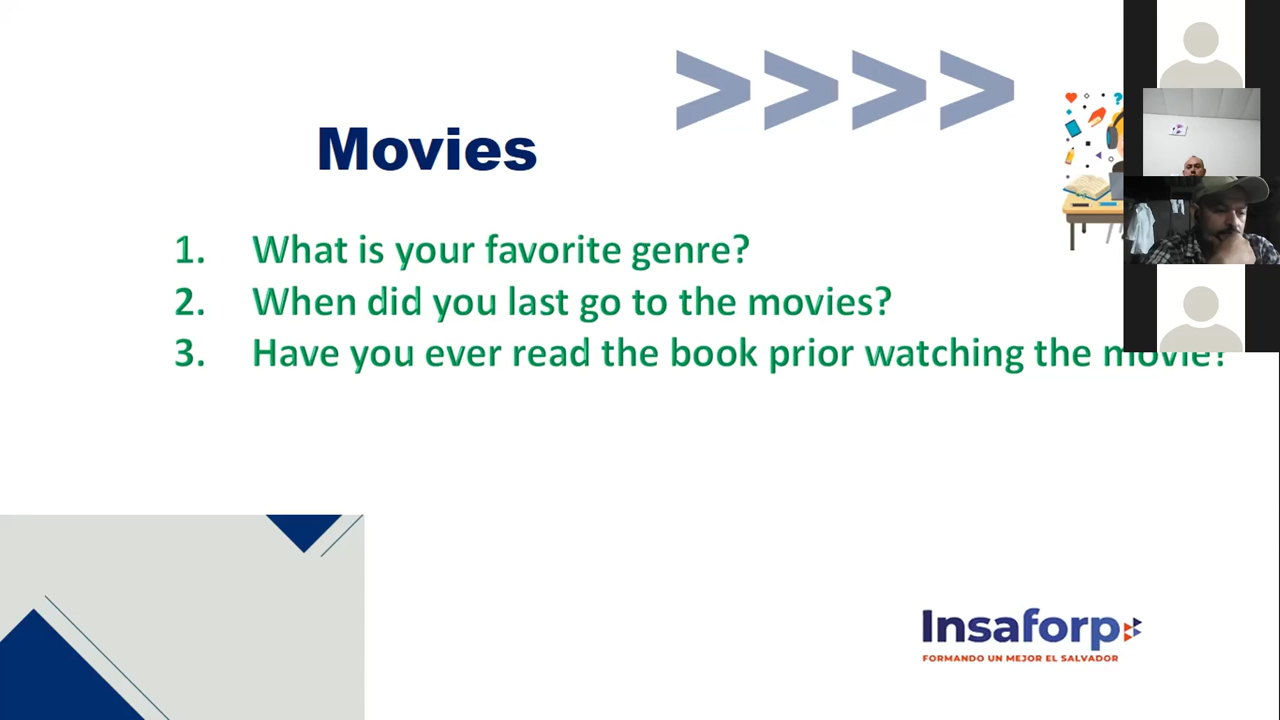 Movies
1. What is your favorite genre?
2. When did you last go to the movies?
3. Have you ever read the book prior watching the movie?
Insaforp
FORMANDO UN MEJOR EL SALVADOR